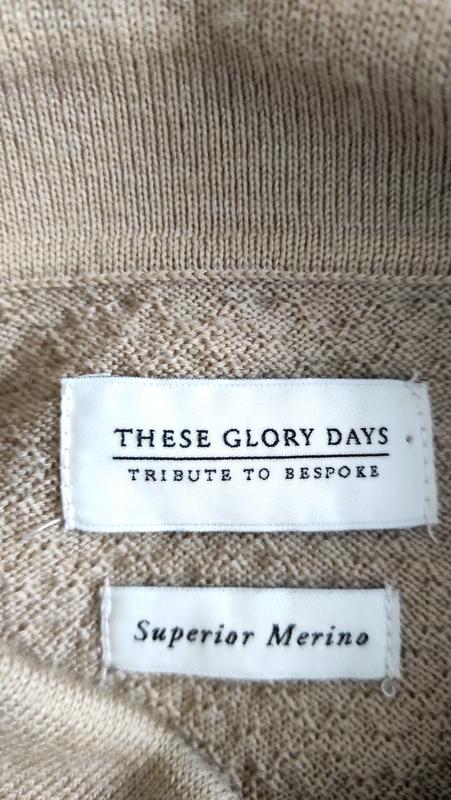 THESE GLORY DAYS
TRIBUTE TO BESPOKE
Superior Merino